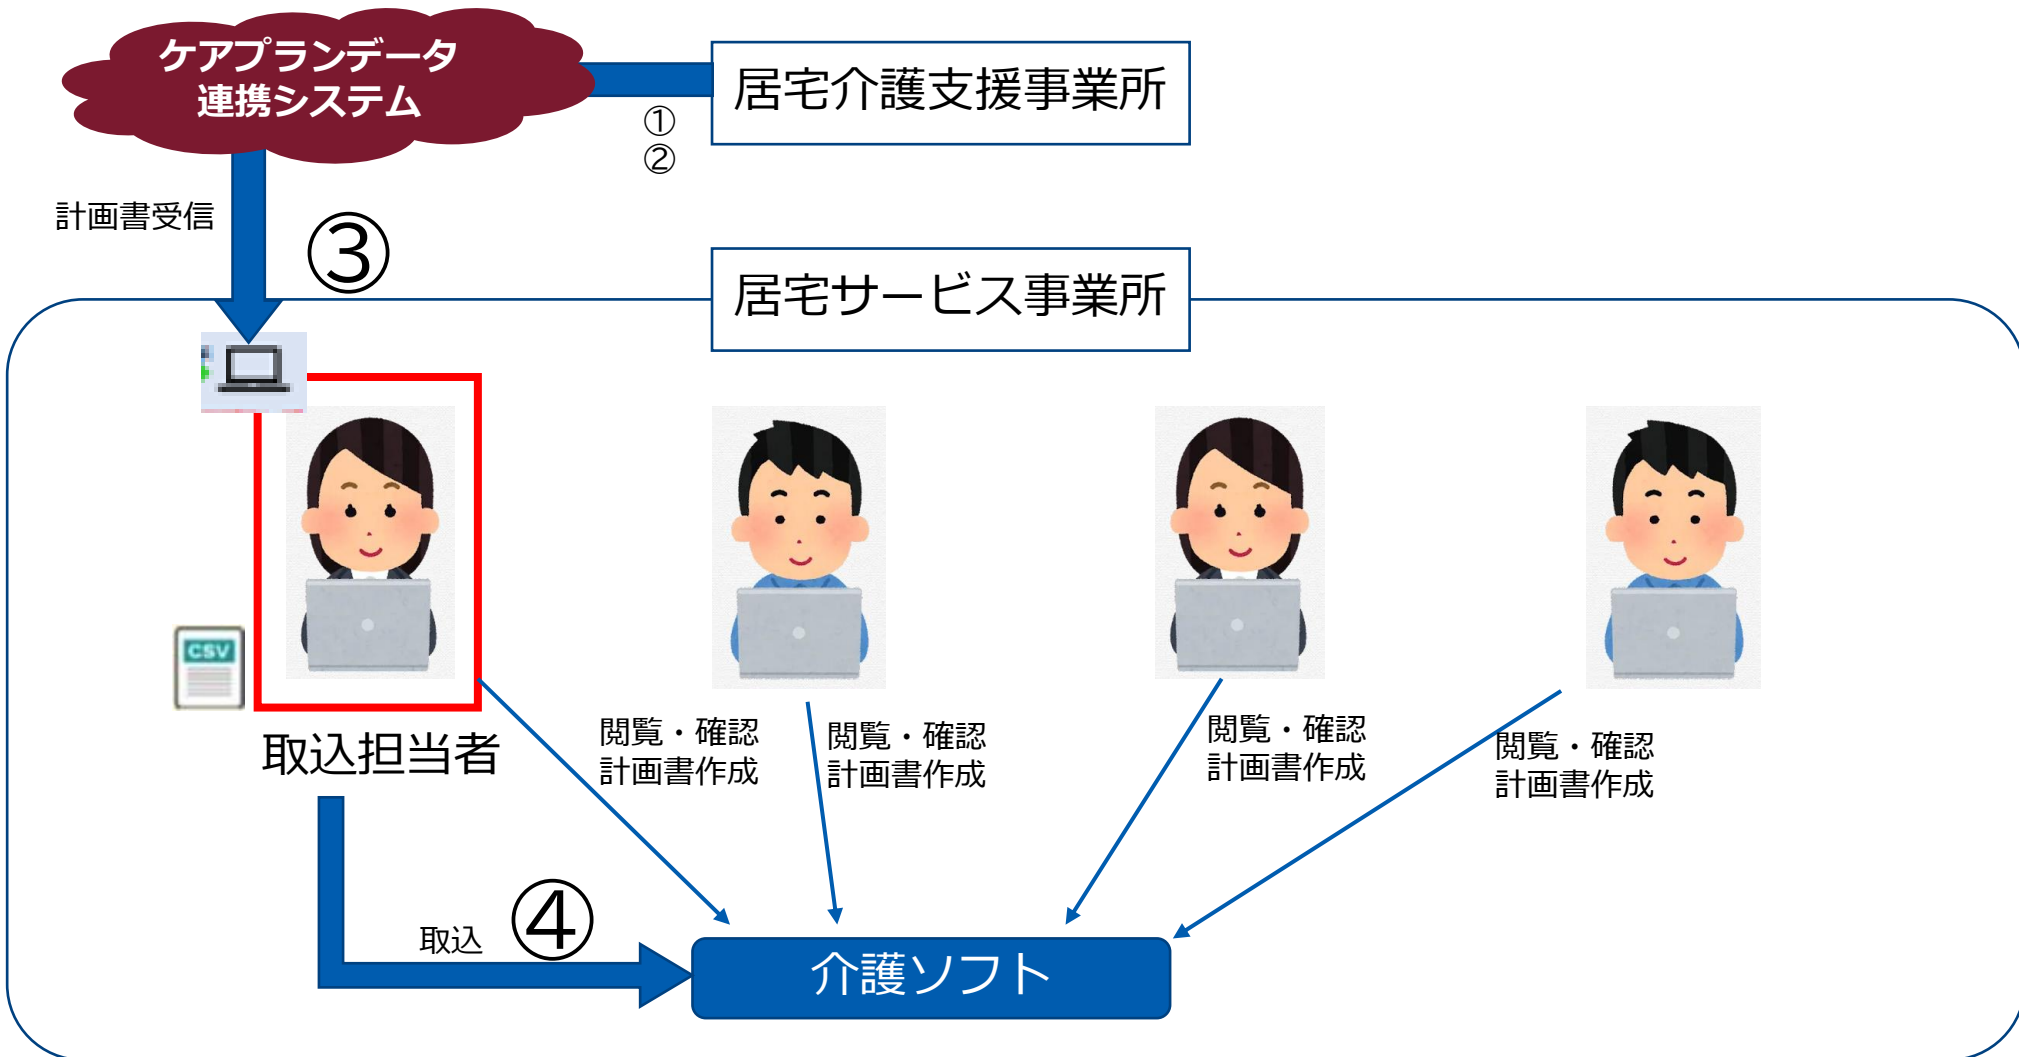 ケアプランデータ
連携システム
居宅介護支援事業所
①
②
計画書受信
③
居宅サービス事業所
CSV
取込担当者
閲覧・確認
計画書作成
閲覧・確認
計画書作成
閲覧・確認
計画書作成
閲覧・確認
計画書作成
取込
④
介護ソフト